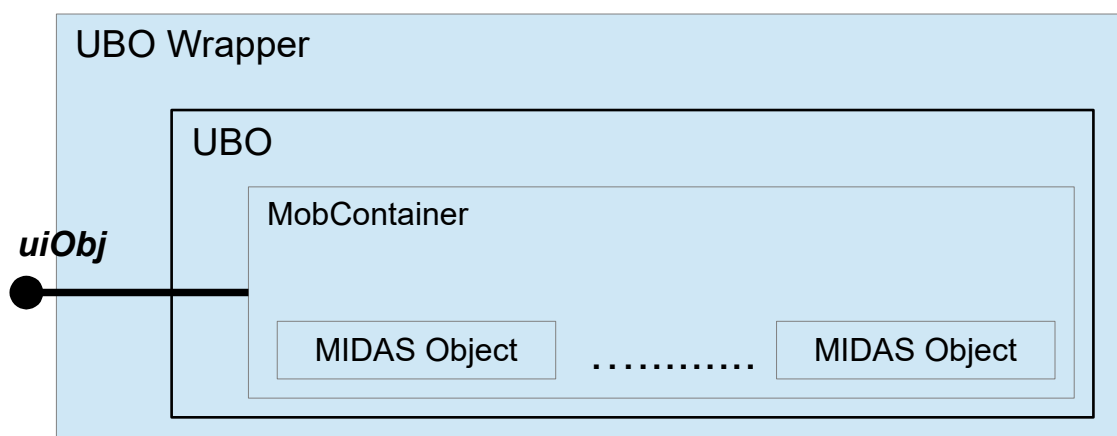 UBO Wrapper
UBO
MobContainer
uiObj
MIDAS Object ............ MIDAS Object